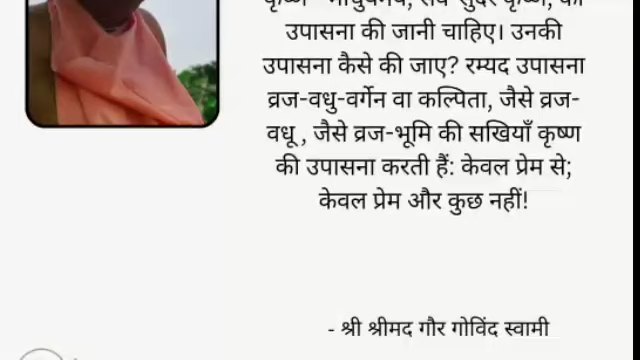 उपासना की जानी चाहिए। उनकी
उपासना कैसे की जाए? रम्यद उपासना
व्रज-वधु-वर्गेन वा कल्पिता, जैसे व्रज-
वधू , जैसे व्रज-भूमि की सखियाँ कृष्ण
की उपासना करती हैं: केवल प्रेम से;
केवल प्रेम और कुछ नहीं!
- श्री श्रीमद गौर गोविंद स्वामी